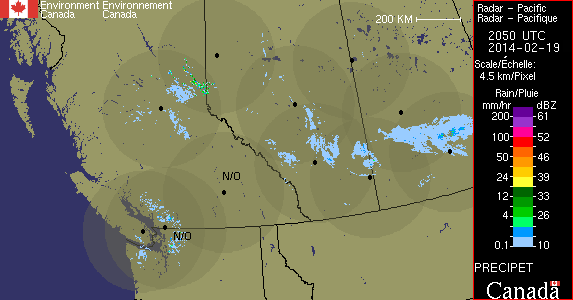 Environment Environnement
Canada Canada
200 KM
N/O
N/O
Radar - Pacific
Radar - Pacifique
2050 UTC
2014-02-19
Scale/Échelle:
4.5 km/Pixel
Rain/Pluie
mm/hr dBZ
200 61
52
100 50
50 46
24 39
12 33
4 26
0.1 10
PRECIPET
Canada